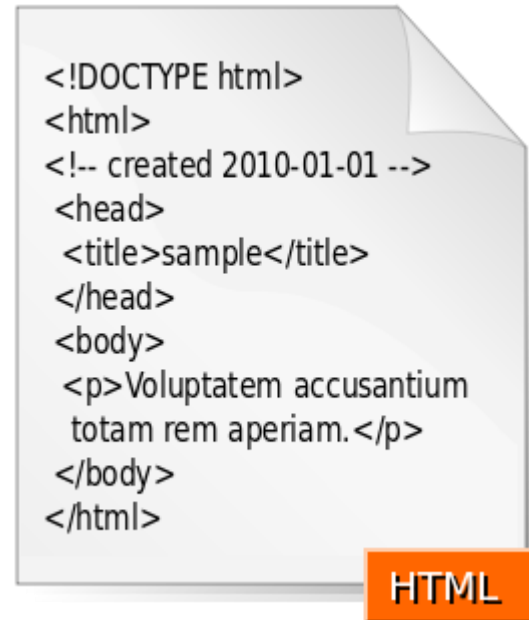 <!DOCTYPE html>
<html>
<!-- created 2010-01-01 -->
<head>
<title>sample</title>
</head>
<body>
<p>Voluptatem accusantium
totam rem aperiam.</p>
</body>
</html>
HTML